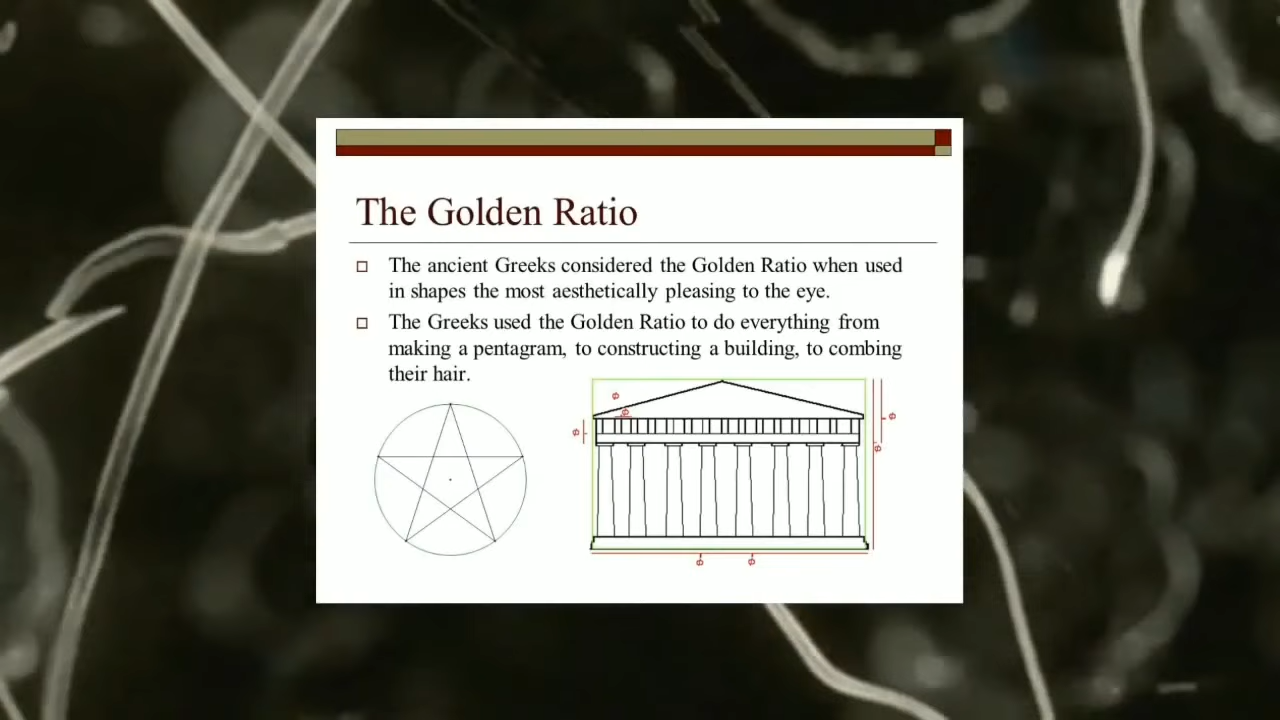 The Golden Ratio
The ancient Greeks considered the Golden Ratio when used
in shapes the most aesthetically pleasing to the eye.
The Greeks used the Golden Ratio to do everything from
making a pentagram, to constructing a building, to combing
their hair.
φ
φ
φ
φ
φ
φ
φ